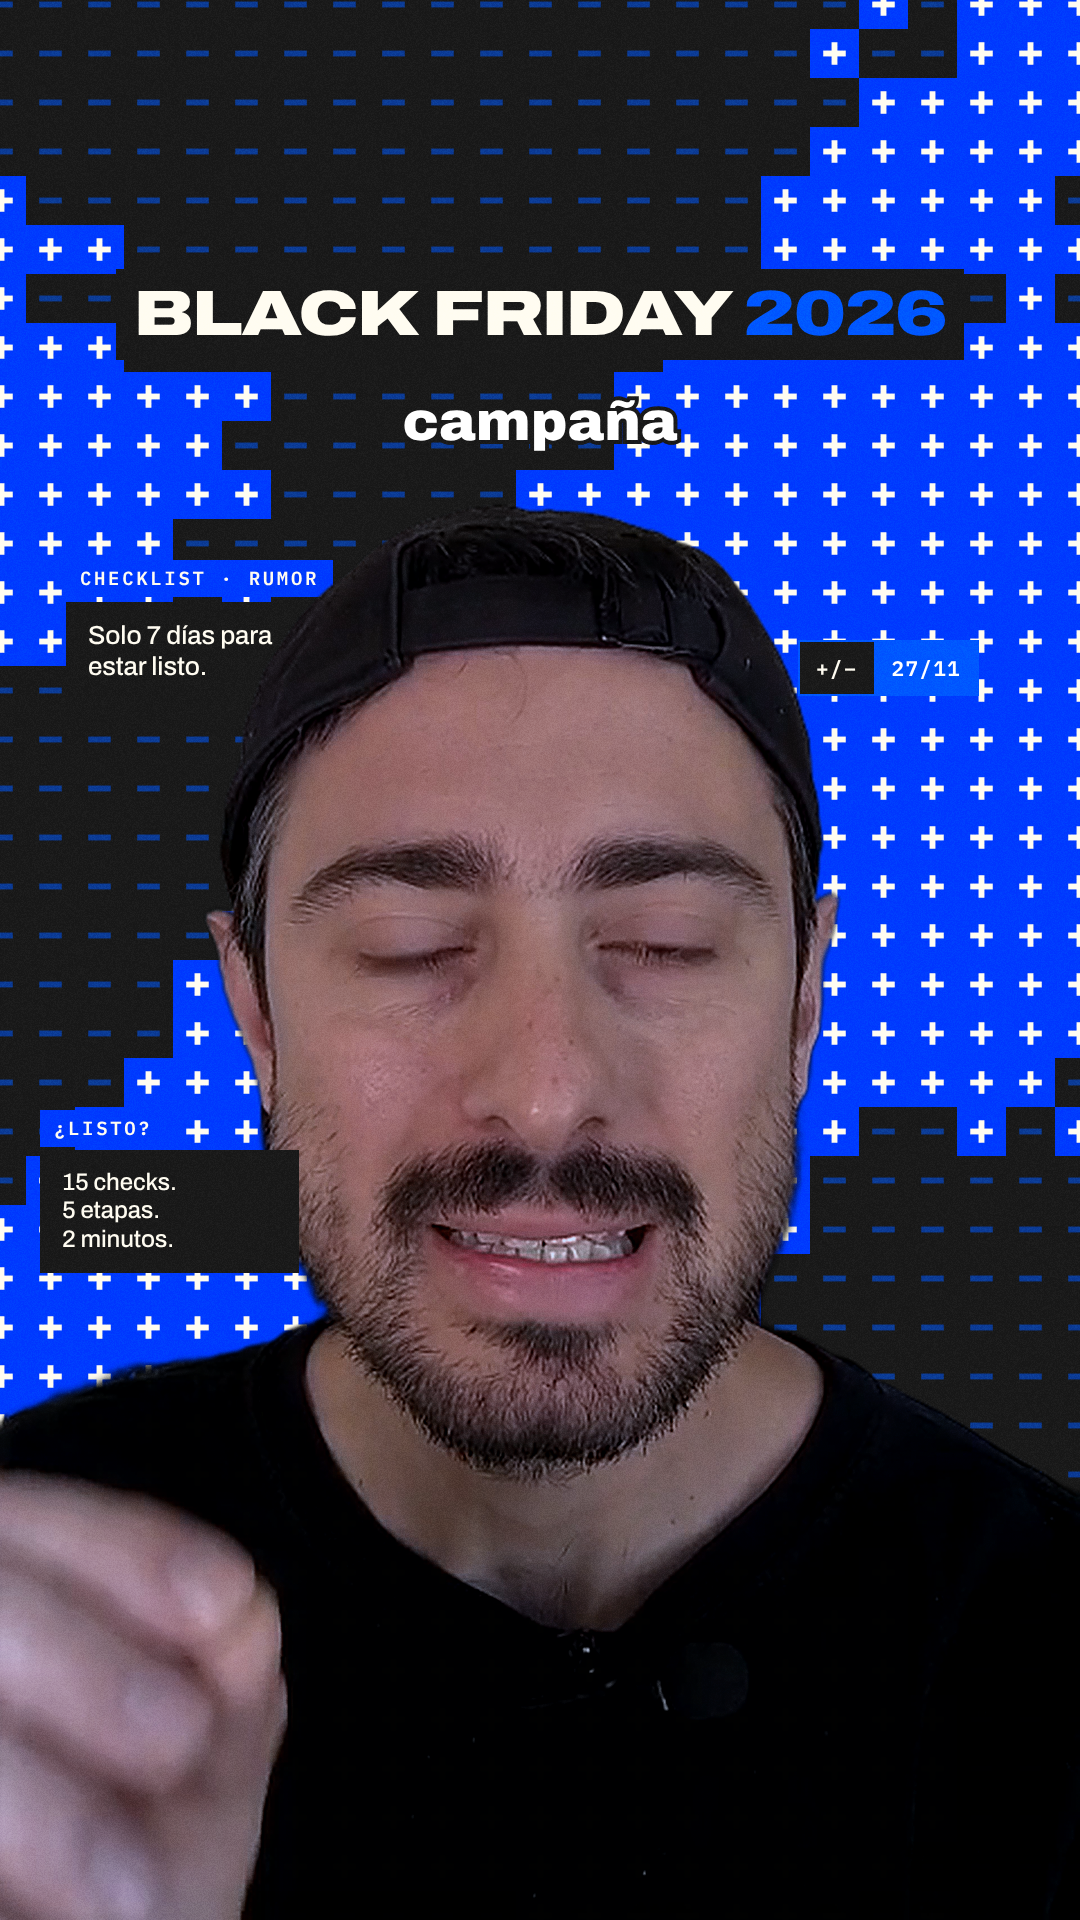 BLACK FRIDAY 2026
campaña
CHECKLIST · RUMOR
Solo 7 días para
estar listo.
+/−
27/11
¿LISTO?
15 checks.
5 etapas.
2 minutos.